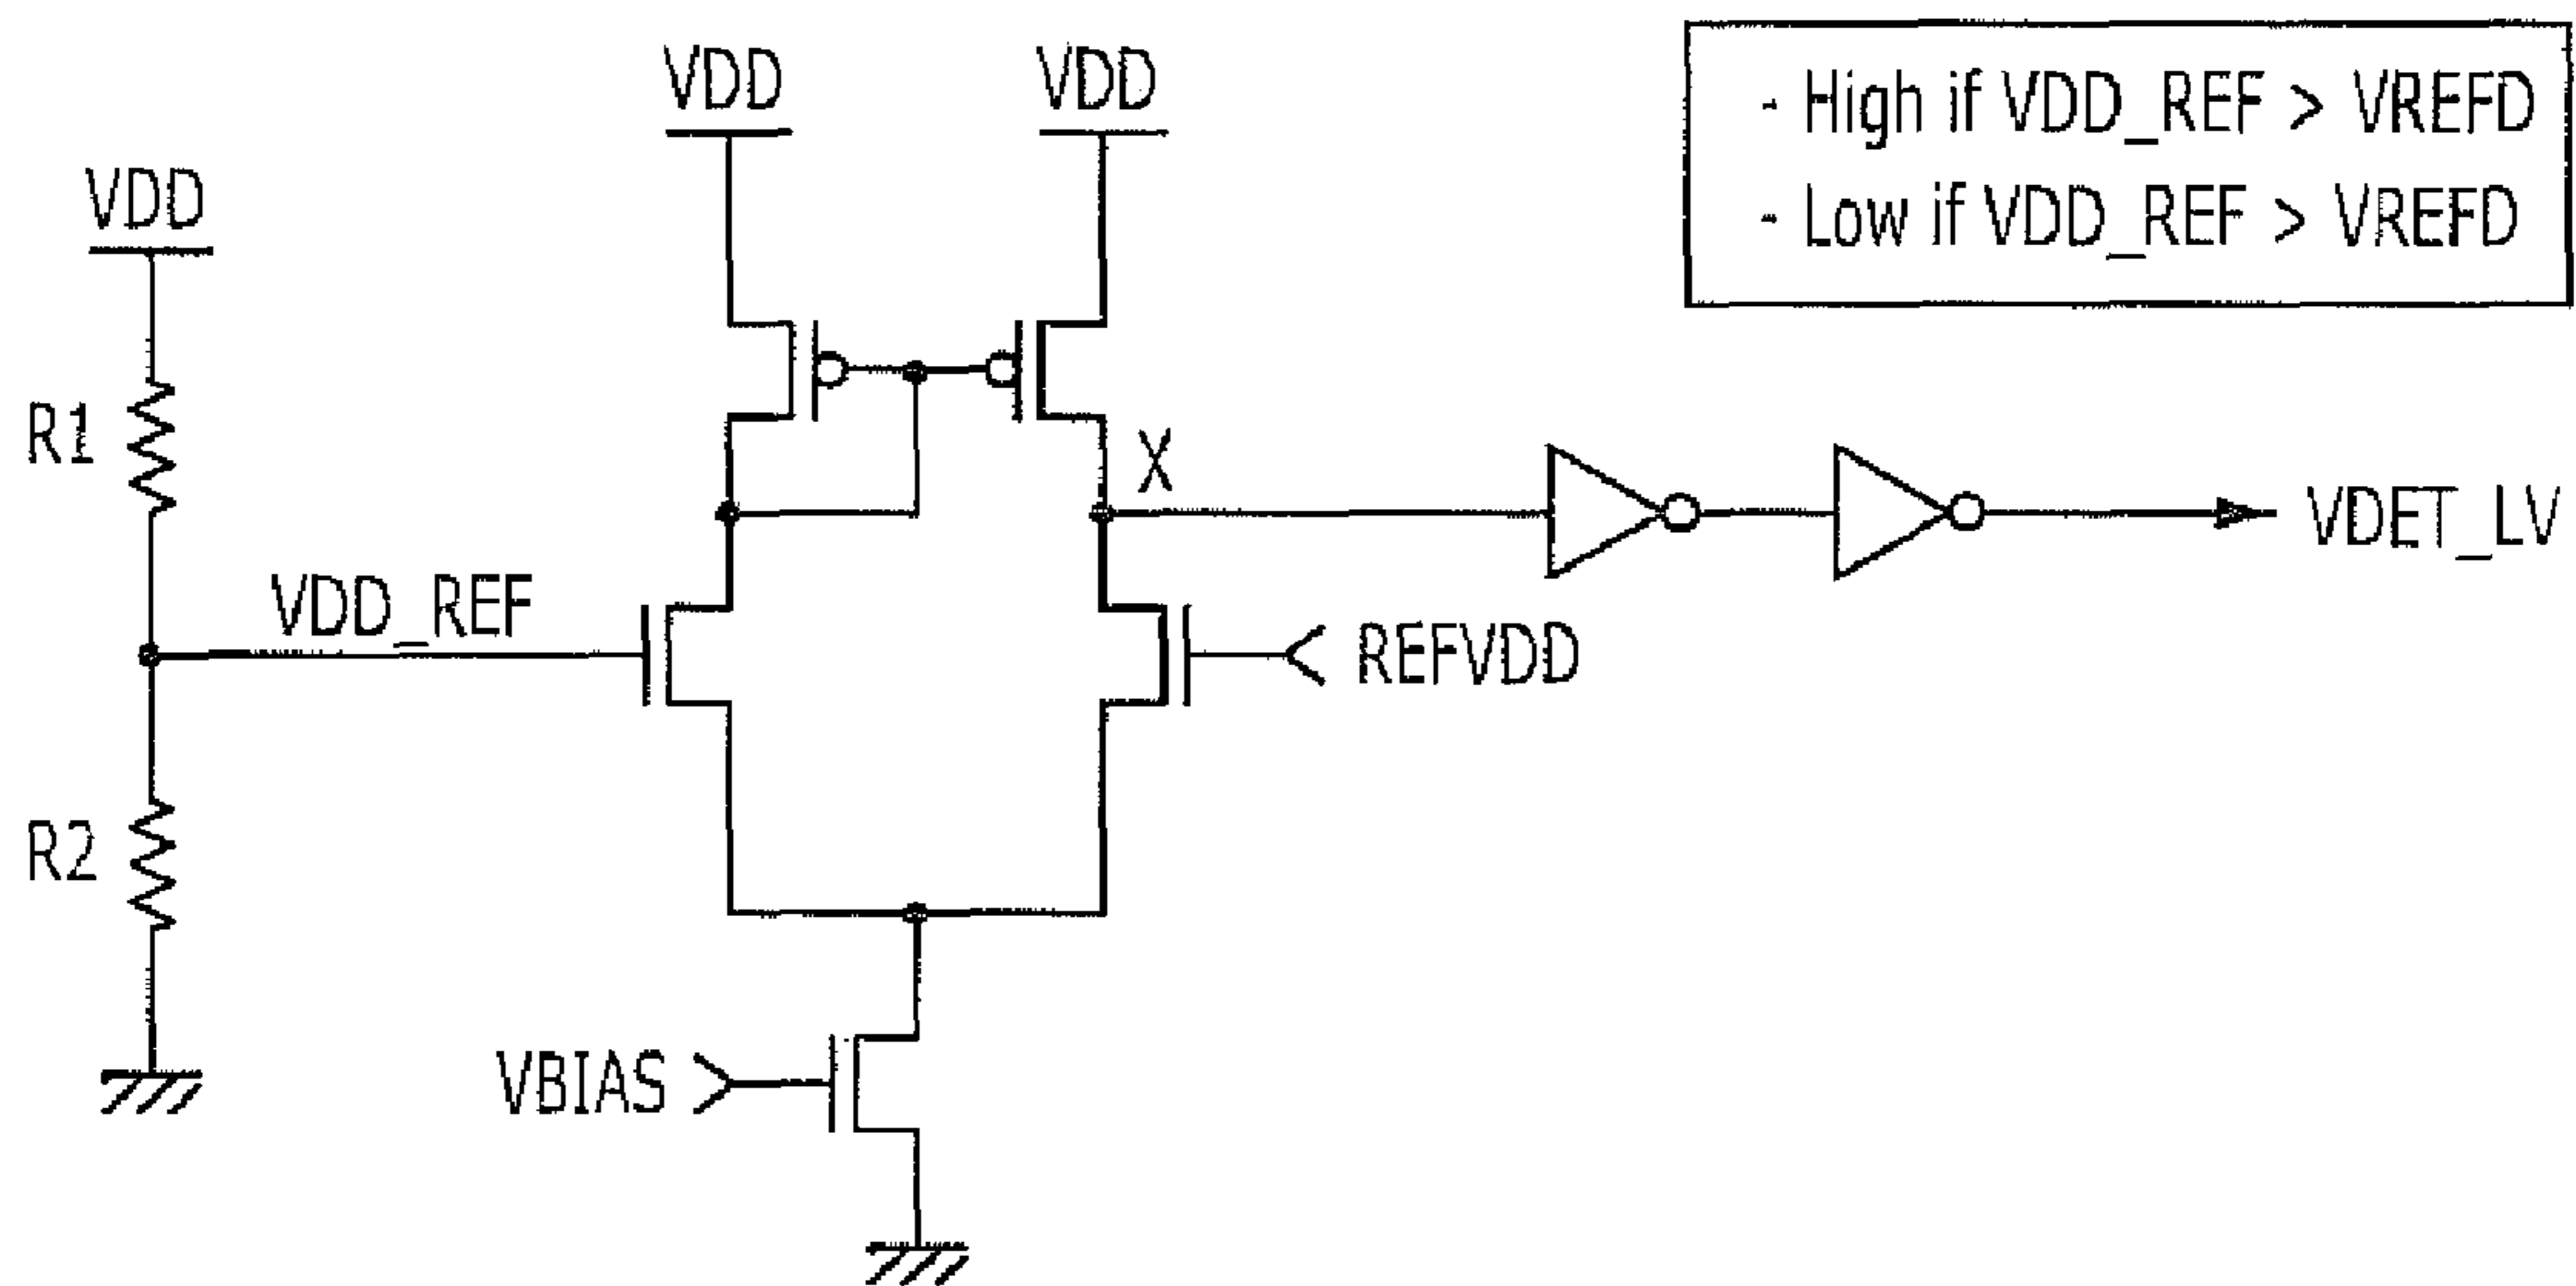 VDD
VDD
- High if VDD_REF > VREFD
- Low if VDD_REF > VREFD
VDD
R1
X
VDET_LV
VDD_REF
REFVDD
R2
VBIAS